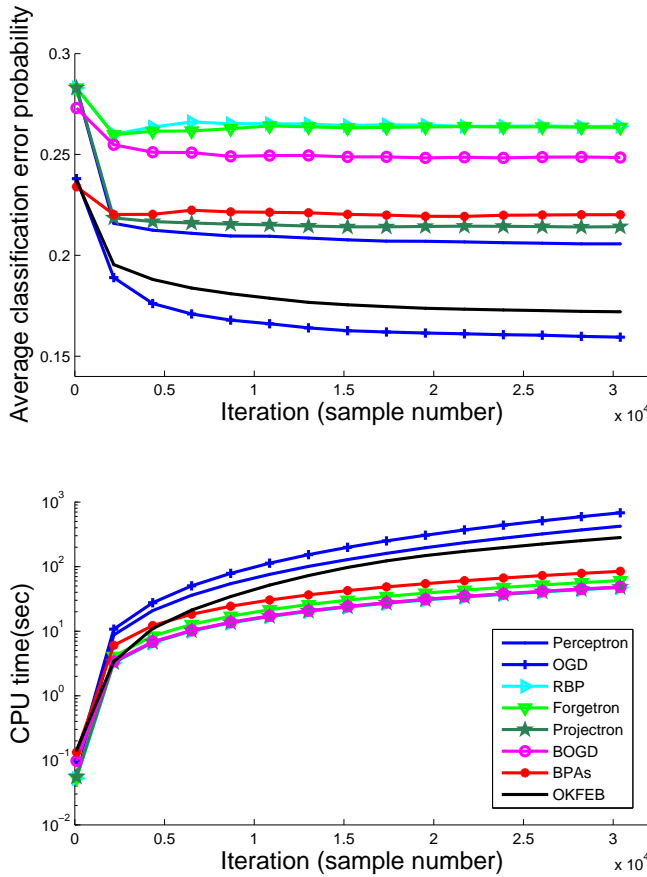 Average classification error probability
0.3
0.25
0.2
0.15
0 0.5 1 1.5 2 2.5 3
x 10^4
Iteration (sample number)
CPU time(sec)
10^3
10^2
10^1
10^0
10^−1
10^−2
Perceptron
OGD
RBP
Forgetron
Projectron
BOGD
BPAs
OKFEB
0 0.5 1 1.5 2 2.5 3
x 10^4
Iteration (sample number)